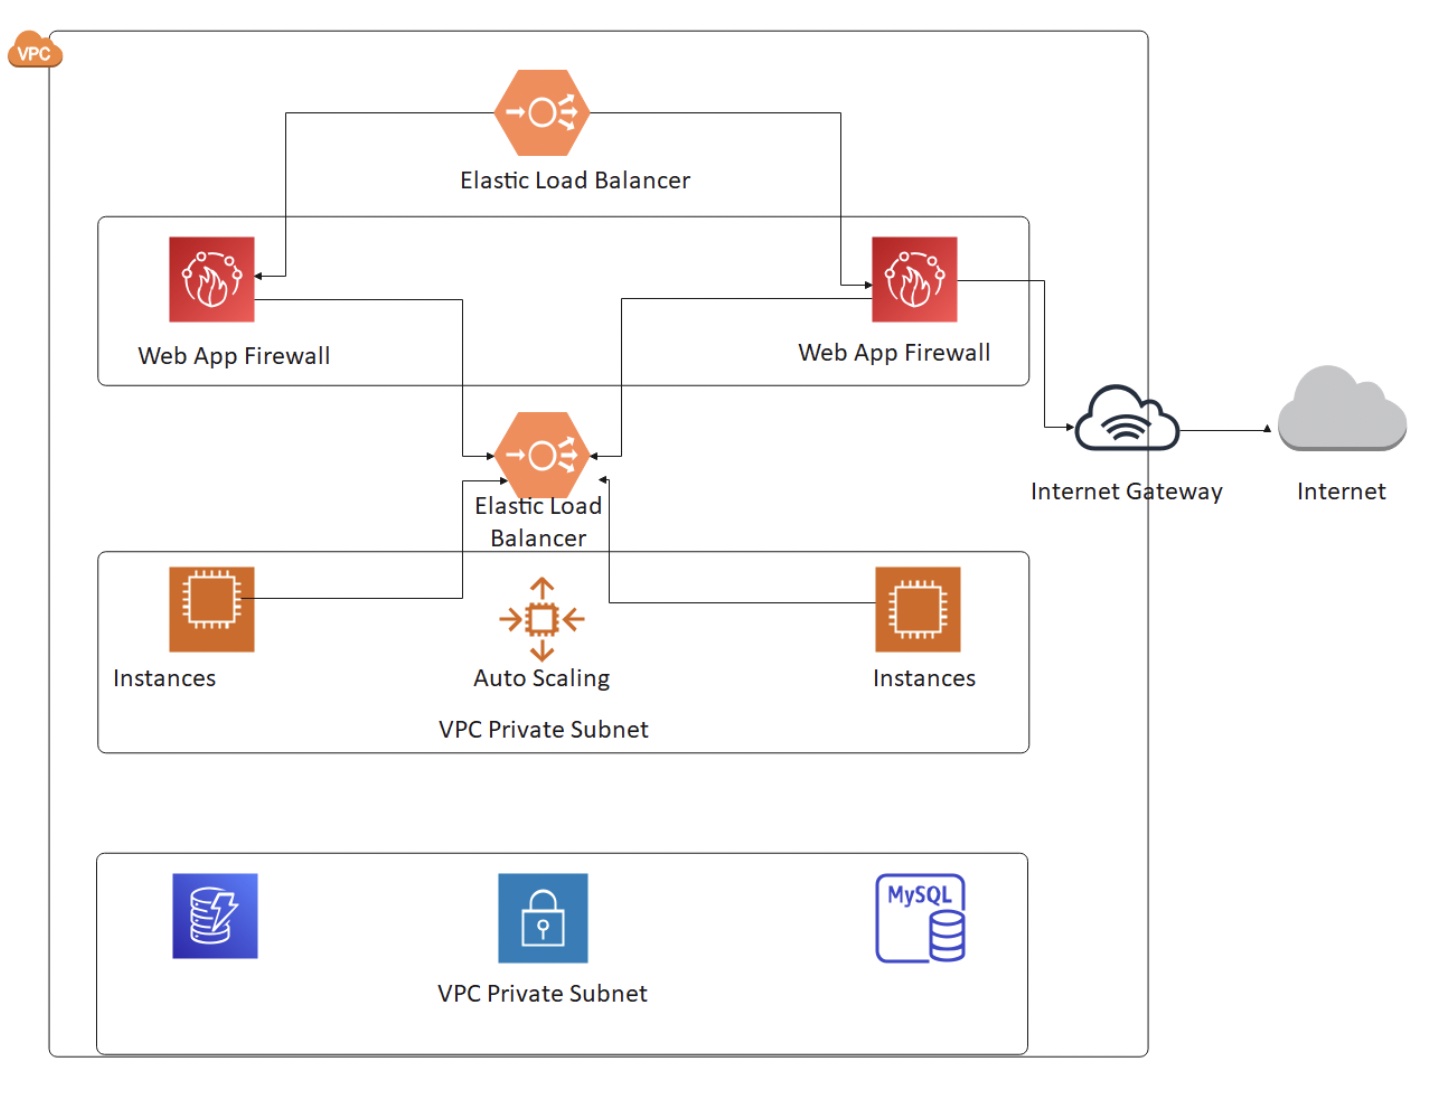 VPC
Elastic Load Balancer
Web App Firewall
Web App Firewall
Elastic Load
Balancer
Internet Gateway
Internet
Instances
Auto Scaling
Instances
VPC Private Subnet
MySQL
VPC Private Subnet